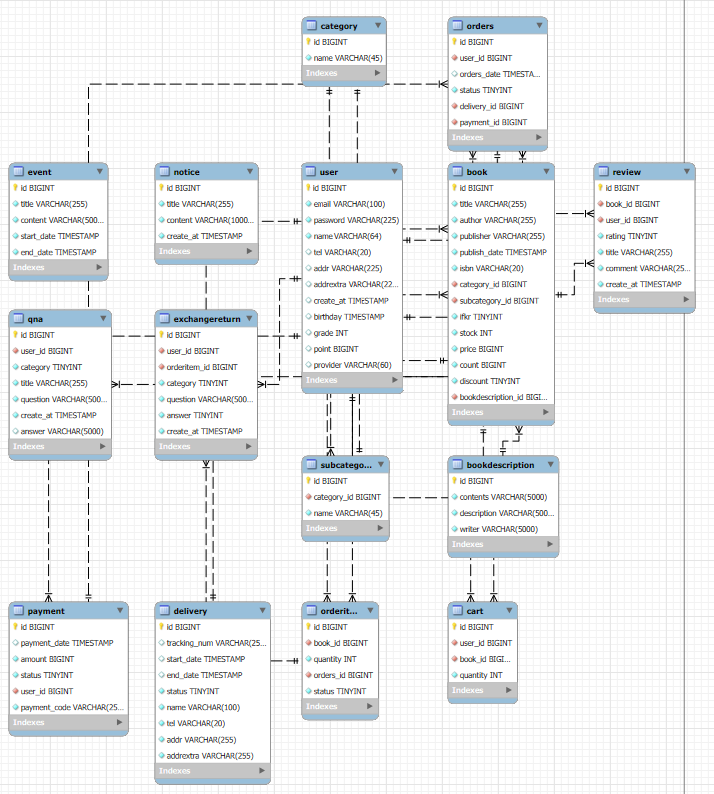 category
id BIGINT
name VARCHAR(45)
Indexes
orders
id BIGINT
user_id BIGINT
orders_date TIMESTA...
status TINYINT
delivery_id BIGINT
payment_id BIGINT
Indexes
event
id BIGINT
title VARCHAR(255)
content VARCHAR(500...
start_date TIMESTAMP
end_date TIMESTAMP
Indexes
notice
id BIGINT
title VARCHAR(255)
content VARCHAR(1000...
create_at TIMESTAMP
Indexes
user
id BIGINT
email VARCHAR(100)
password VARCHAR(225)
name VARCHAR(64)
tel VARCHAR(20)
addr VARCHAR(225)
addrextra VARCHAR(22...
create_at TIMESTAMP
birthday TIMESTAMP
grade INT
point BIGINT
provider VARCHAR(60)
Indexes
book
id BIGINT
title VARCHAR(255)
author VARCHAR(255)
publisher VARCHAR(255)
publish_date TIMESTAMP
isbn VARCHAR(20)
category_id BIGINT
subcategory_id BIGINT
ifkr TINYINT
stock INT
price BIGINT
count BIGINT
discount TINYINT
bookdescription_id BIGI...
Indexes
review
id BIGINT
book_id BIGINT
user_id BIGINT
rating TINYINT
title VARCHAR(255)
comment VARCHAR(25...
create_at TIMESTAMP
Indexes
qna
id BIGINT
user_id BIGINT
category TINYINT
title VARCHAR(255)
question VARCHAR(500...
create_at TIMESTAMP
answer VARCHAR(5000)
Indexes
exchangereturn
id BIGINT
user_id BIGINT
orderitem_id BIGINT
category TINYINT
question VARCHAR(500...
answer TINYINT
create_at TIMESTAMP
Indexes
subcatego...
id BIGINT
category_id BIGINT
name VARCHAR(45)
Indexes
bookdescription
id BIGINT
contents VARCHAR(5000)
description VARCHAR(500...
writer VARCHAR(5000)
Indexes
payment
id BIGINT
payment_date TIMESTAMP
amount BIGINT
status TINYINT
user_id BIGINT
payment_code VARCHAR(25...
Indexes
delivery
id BIGINT
tracking_num VARCHAR(25...
start_date TIMESTAMP
end_date TIMESTAMP
status TINYINT
name VARCHAR(100)
tel VARCHAR(20)
addr VARCHAR(255)
addrextra VARCHAR(255)
Indexes
orderit...
id BIGINT
book_id BIGINT
quantity INT
orders_id BIGINT
status TINYINT
Indexes
cart
id BIGINT
user_id BIGINT
book_id BIGI...
quantity INT
Indexes